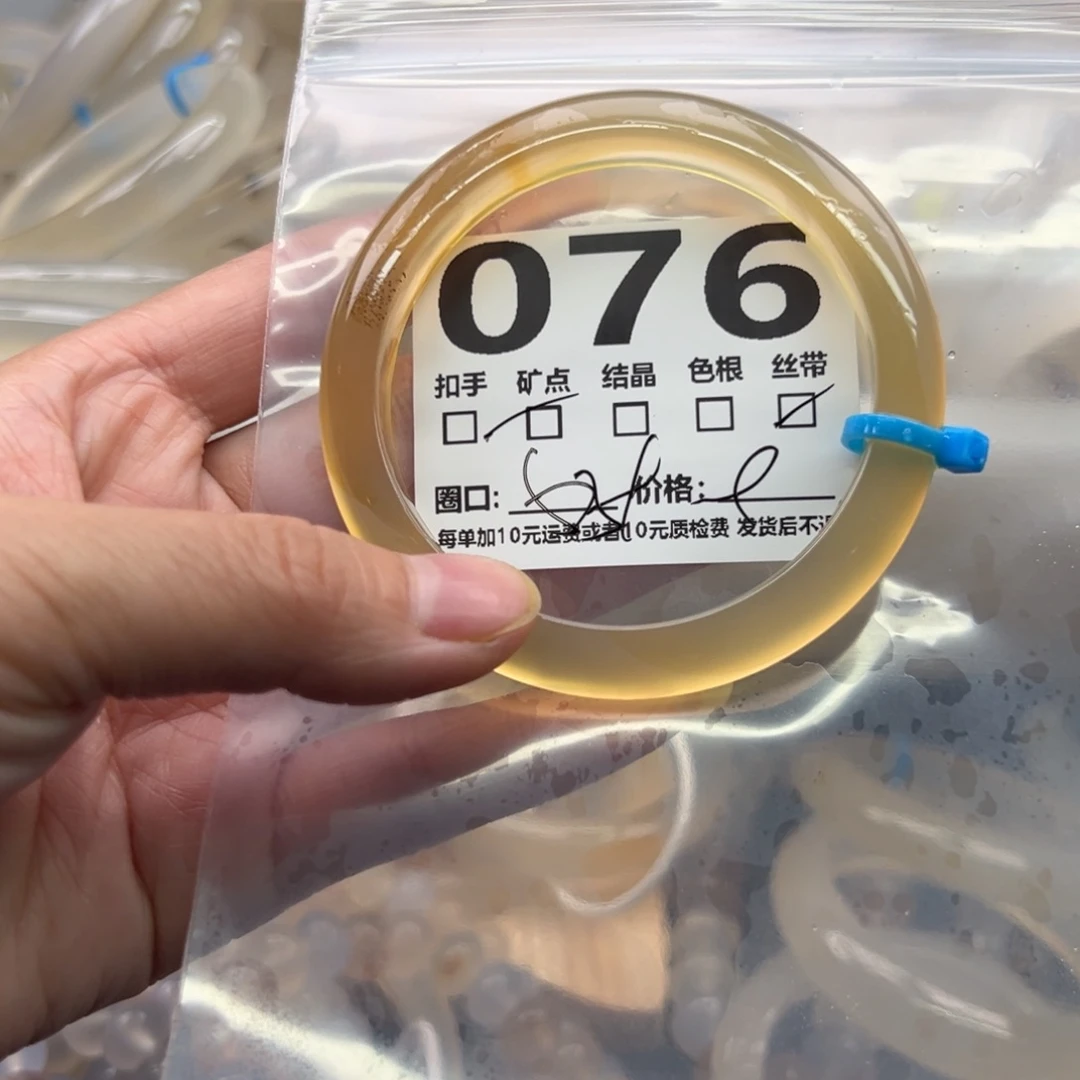 076
扣手 矿点 结晶 色根 丝带
圈口: 价格:
每单加10元运费或者10元质检费 发货后不